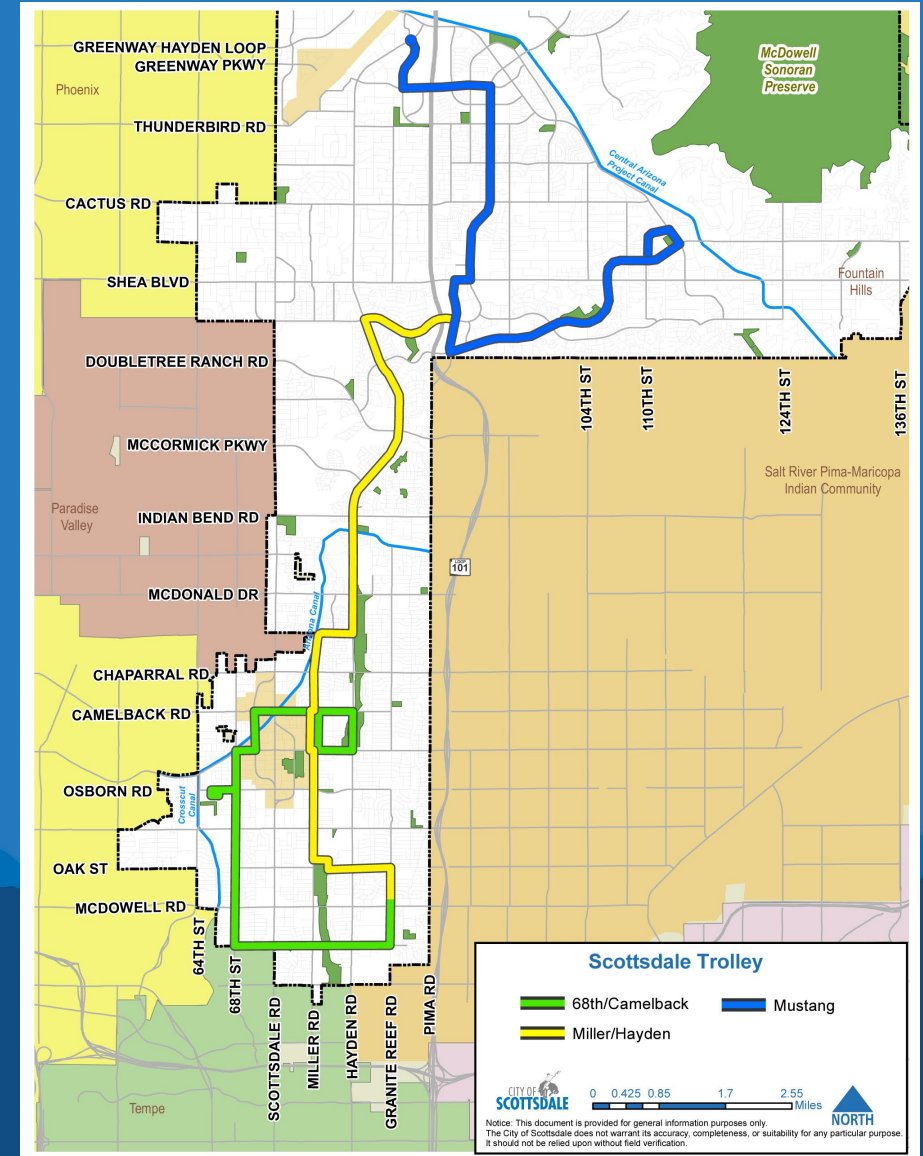 GREENWAY HAYDEN LOOP
GREENWAY PKWY
Phoenix
McDowell
Sonoran
Preserve
THUNDERBIRD RD
Central Arizona
Project Canal
CACTUS RD
SHEA BLVD
Fountain
Hills
DOUBLETREE RANCH RD
104TH ST
110TH ST
124TH ST
136TH ST
MCCORMICK PKWY
Salt River Pima-Maricopa
Indian Community
Paradise
Valley
INDIAN BEND RD
LOOP
101
MCDONALD DR
Arizona Canal
CHAPARRAL RD
CAMELBACK RD
OSBORN RD
Crosscut
Canal
OAK ST
MCDOWELL RD
64TH ST
68TH ST
SCOTTSDALE RD
MILLER RD
HAYDEN RD
GRANITE REEF RD
PIMA RD
Tempe
Scottsdale Trolley
68th/Camelback
Mustang
Miller/Hayden
CITY OF
SCOTTSDALE
0 0.425 0.85 1.7 2.55
Miles
NORTH
Notice: This document is provided for general information purposes only.
The City of Scottsdale does not warrant its accuracy, completeness, or suitability for any particular purpose.
It should not be relied upon without field verification.